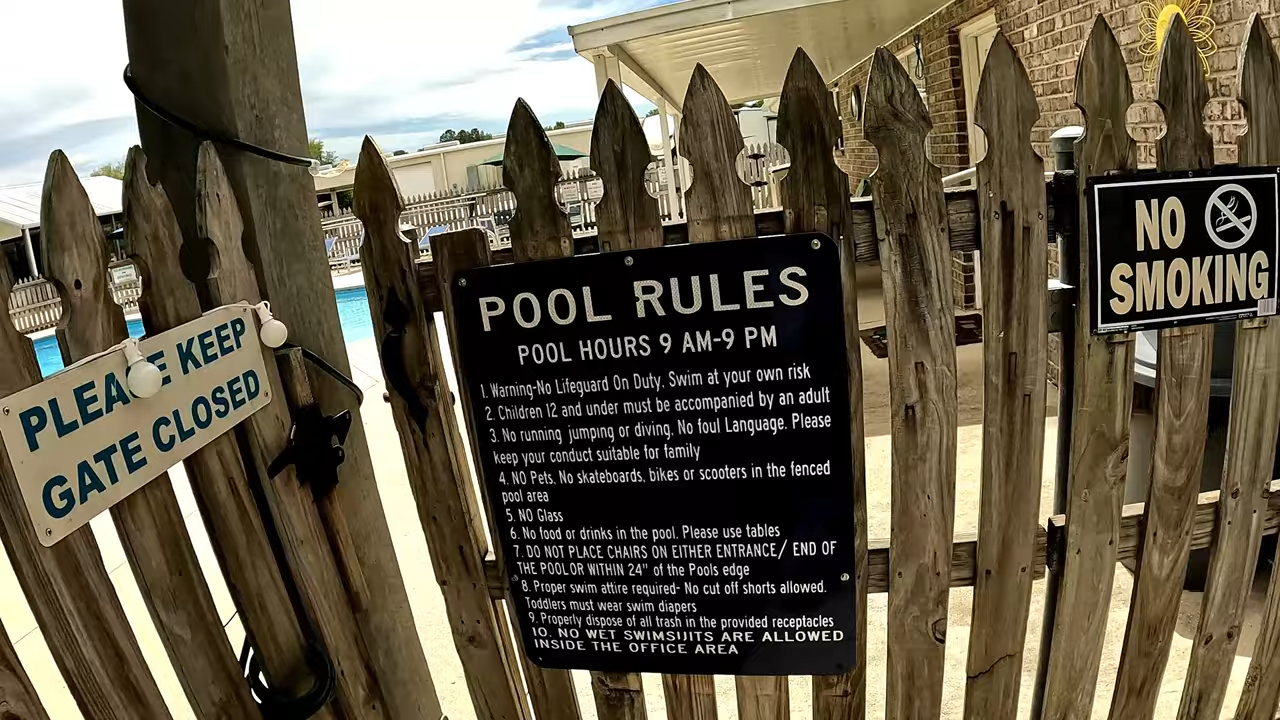 PLEASE KEEP
GATE CLOSED
POOL RULES
POOL HOURS 9 AM-9 PM
1. Warning-No Lifeguard On Duty. Swim at your own risk
2. Children 12 and under must be accompanied by an adult
3. No running jumping or diving. No foul Language. Please
keep your conduct suitable for family
4. NO Pets. No skateboards, bikes or scooters in the fenced
pool area
5. NO Glass
6. No food or drinks in the pool. Please use tables
7. DO NOT PLACE CHAIRS ON EITHER ENTRANCE/ END OF
THE POOL OR WITHIN 24" of the Pools edge
8. Proper swim attire required- No cut off shorts allowed.
Toddlers must wear swim diapers
9. Properly dispose of all trash in the provided receptacles
10. NO WET SWIMSUITS ARE ALLOWED
INSIDE THE OFFICE AREA
NO
SMOKING